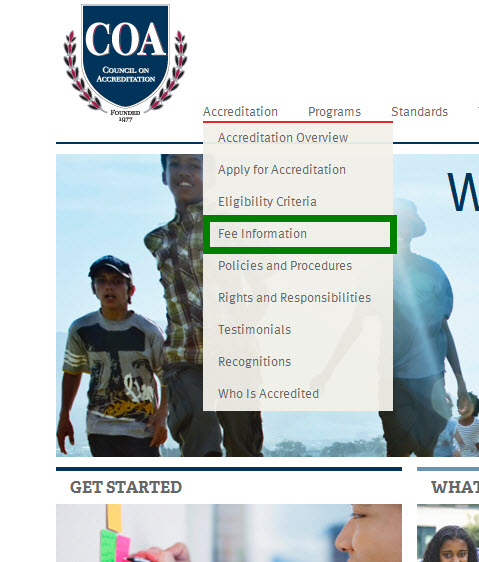 COA
COUNCIL ON
ACCREDITATION
FOUNDED
1977
Accreditation Programs Standards
Accreditation Overview
Apply for Accreditation
Eligibility Criteria
Fee Information
Policies and Procedures
Rights and Responsibilities
Testimonials
Recognitions
Who Is Accredited
W
GET STARTED
WHAT